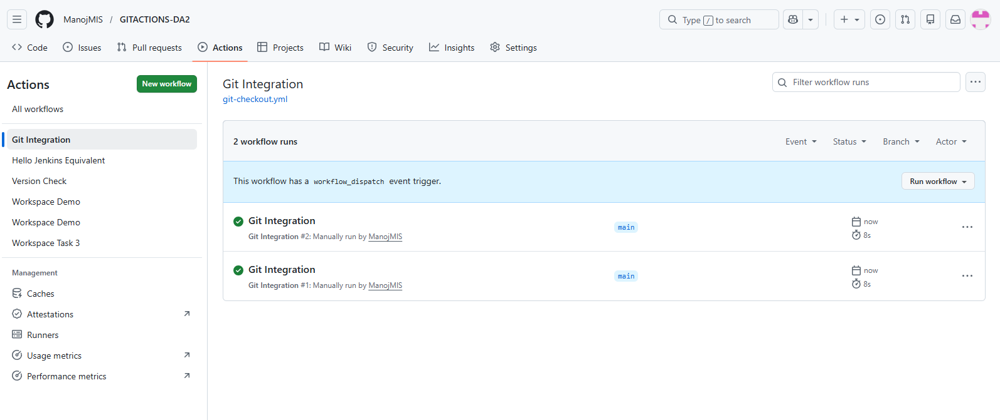 ManojMIS / GITACTIONS-DA2
Type / to search
Code Issues Pull requests Actions Projects Wiki Security Insights Settings
Actions
New workflow
All workflows
Git Integration
Hello Jenkins Equivalent
Version Check
Workspace Demo
Workspace Demo
Workspace Task 3
Management
Caches
Attestations
Runners
Usage metrics
Performance metrics
Git Integration
git-checkout.yml
Filter workflow runs
2 workflow runs
Event Status Branch Actor
This workflow has a workflow_dispatch event trigger.
Run workflow
Git Integration
Git Integration #2: Manually run by ManojMIS
main
now
8s
Git Integration
Git Integration #1: Manually run by ManojMIS
main
now
8s